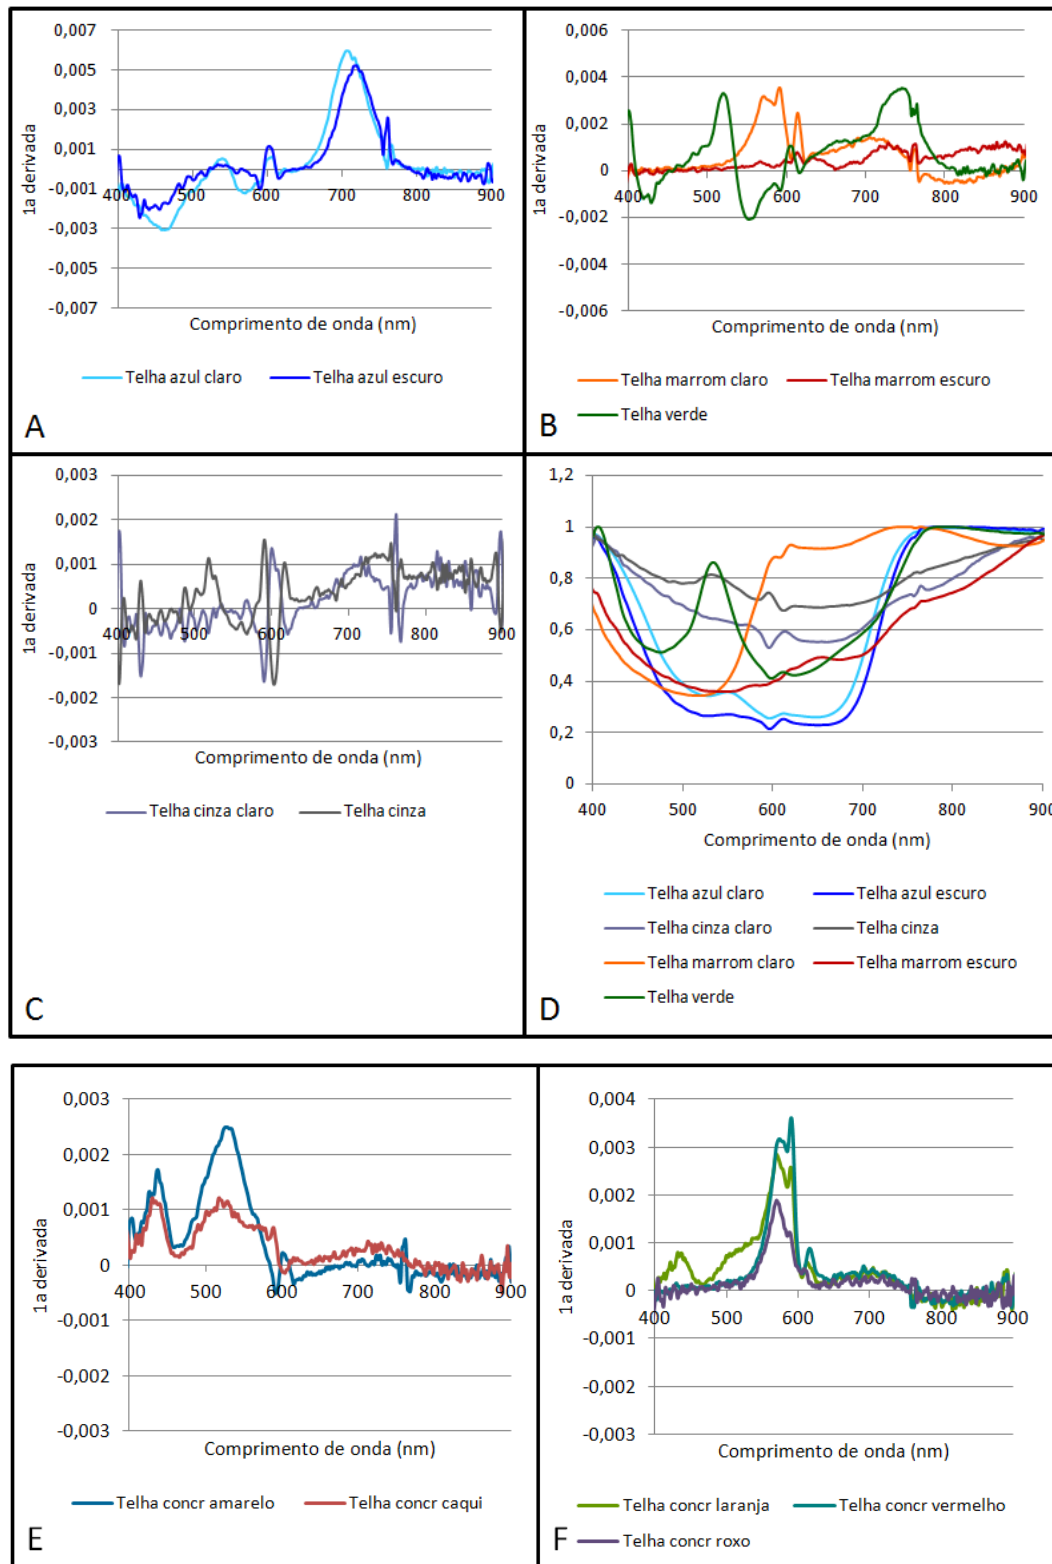 0,007
0,005
0,003
0,001
-0,001
-0,003
-0,005
-0,007
1a derivada
400 500 600 700 800 900
Comprimento de onda (nm)
Telha azul claro Telha azul escuro
A
0,006
0,004
0,002
0
-0,002
-0,004
-0,006
1a derivada
400 500 600 700 800 900
Comprimento de onda (nm)
Telha marrom claro Telha marrom escuro
Telha verde
B
0,003
0,002
0,001
0
-0,001
-0,002
-0,003
1a derivada
400 500 600 700 800 900
Comprimento de onda (nm)
Telha cinza claro Telha cinza
C
1,2
1
0,8
0,6
0,4
0,2
0
400 500 600 700 800 900
Comprimento de onda (nm)
Telha azul claro Telha azul escuro
Telha cinza claro Telha cinza
Telha marrom claro Telha marrom escuro
Telha verde
D
0,003
0,002
0,001
0
-0,001
-0,002
-0,003
1a derivada
400 500 600 700 800 900
Comprimento de onda (nm)
Telha concr amarelo Telha concr caqui
E
0,004
0,003
0,002
0,001
0
-0,001
-0,002
-0,003
1a derivada
400 500 600 700 800 900
Comprimento de onda (nm)
Telha concr laranja Telha concr vermelho
Telha concr roxo
F